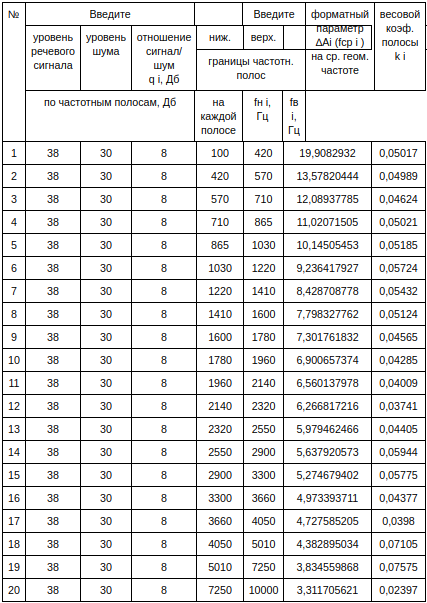 № Введите Введите форматный параметр ΔAi (fср i ) на ср. геом. частоте весовой коэф. полосы k i
уровень речевого сигнала уровень шума отношение сигнал/ шум q i, Дб ниж. верх.
границы частотн. полос
по частотным полосам, Дб на каждой полосе fн i, Гц fв i, Гц
1 38 30 8 100 420 19,9082932 0,05017
2 38 30 8 420 570 13,57820444 0,04989
3 38 30 8 570 710 12,08937785 0,04624
4 38 30 8 710 865 11,02071505 0,05021
5 38 30 8 865 1030 10,14505453 0,05185
6 38 30 8 1030 1220 9,236417927 0,05724
7 38 30 8 1220 1410 8,428708778 0,05432
8 38 30 8 1410 1600 7,798327762 0,05124
9 38 30 8 1600 1780 7,301761832 0,04565
10 38 30 8 1780 1960 6,900657374 0,04285
11 38 30 8 1960 2140 6,560137978 0,04009
12 38 30 8 2140 2320 6,266817216 0,03741
13 38 30 8 2320 2550 5,979462466 0,04405
14 38 30 8 2550 2900 5,637920573 0,05944
15 38 30 8 2900 3300 5,274679402 0,05775
16 38 30 8 3300 3660 4,973393711 0,04377
17 38 30 8 3660 4050 4,727585205 0,0398
18 38 30 8 4050 5010 4,382895034 0,07105
19 38 30 8 5010 7250 3,834559868 0,07575
20 38 30 8 7250 10000 3,311705621 0,02397